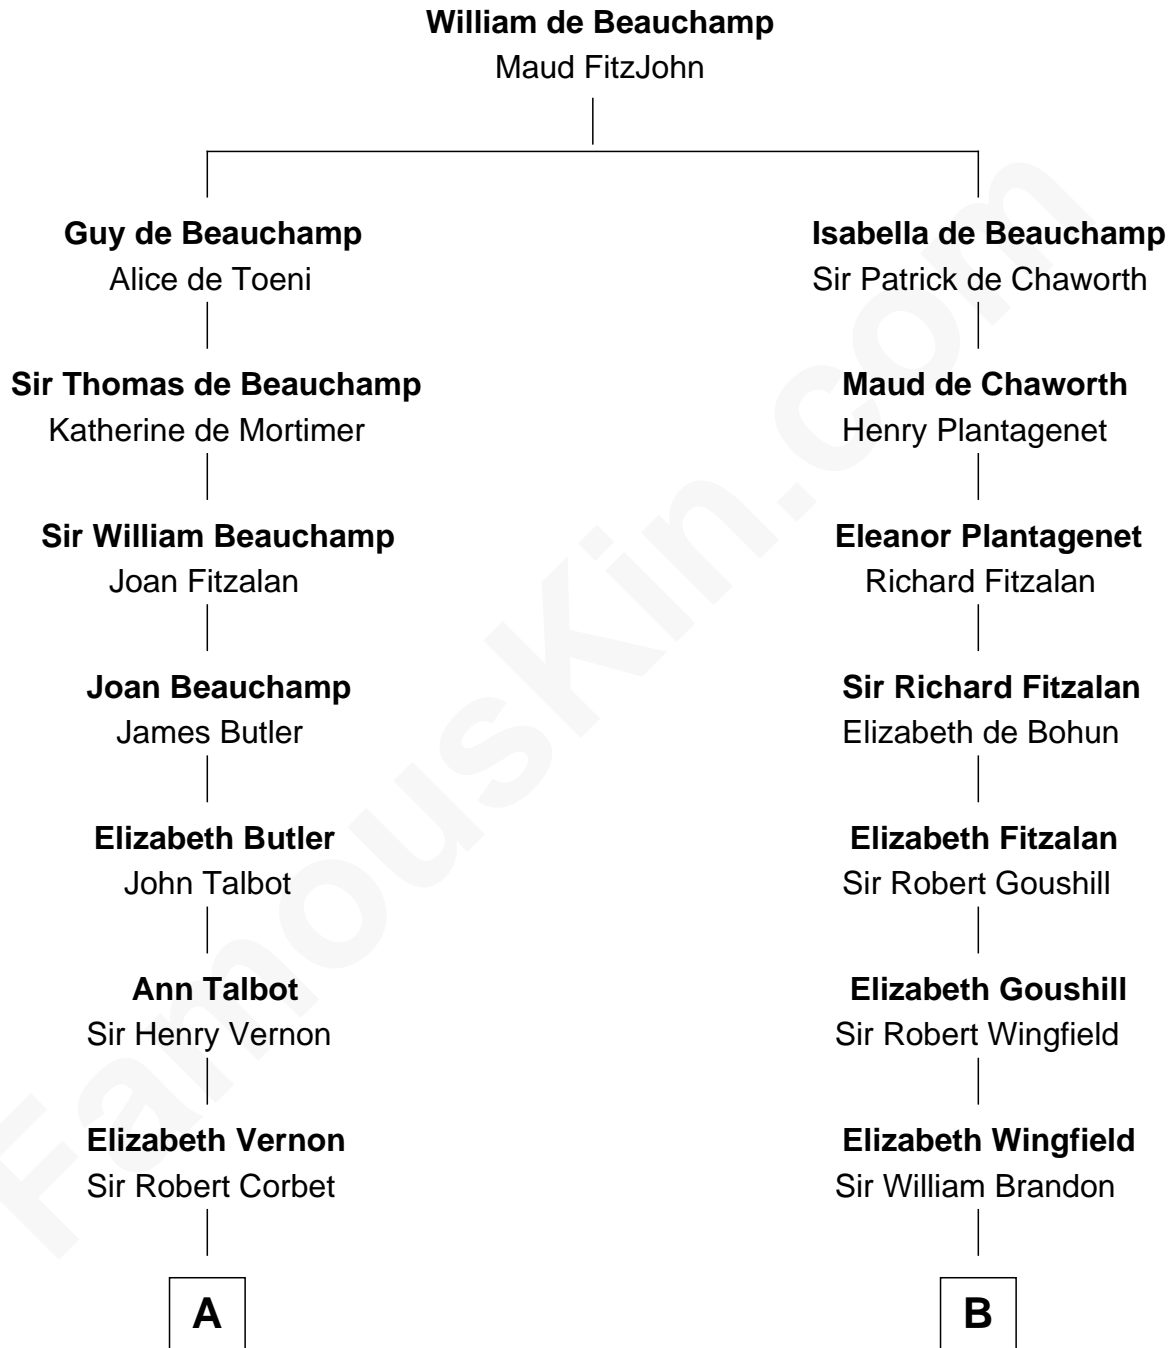 William de Beauchamp
Maud FitzJohn
Guy de Beauchamp
Alice de Toeni
Isabella de Beauchamp
Sir Patrick de Chaworth
Sir Thomas de Beauchamp
Katherine de Mortimer
Maud de Chaworth
Henry Plantagenet
Sir William Beauchamp
Joan Fitzalan
Eleanor Plantagenet
Richard Fitzalan
Joan Beauchamp
James Butler
Sir Richard Fitzalan
Elizabeth de Bohun
Elizabeth Butler
John Talbot
Elizabeth Fitzalan
Sir Robert Goushill
Ann Talbot
Sir Henry Vernon
Elizabeth Goushill
Sir Robert Wingfield
Elizabeth Vernon
Sir Robert Corbet
Elizabeth Wingfield
Sir William Brandon
A
B
FamousKin.com